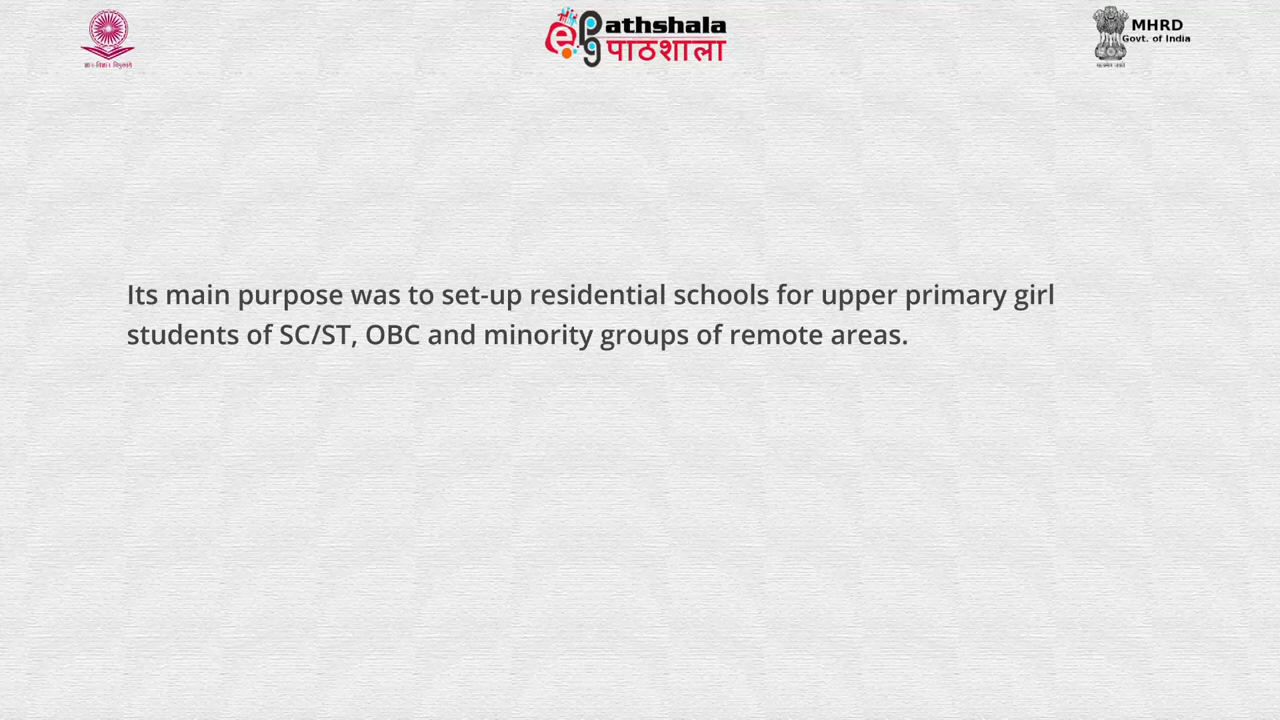 ePGpathshala
पाठशाला
MHRD
Govt. of India
Its main purpose was to set-up residential schools for upper primary girl
students of SC/ST, OBC and minority groups of remote areas.